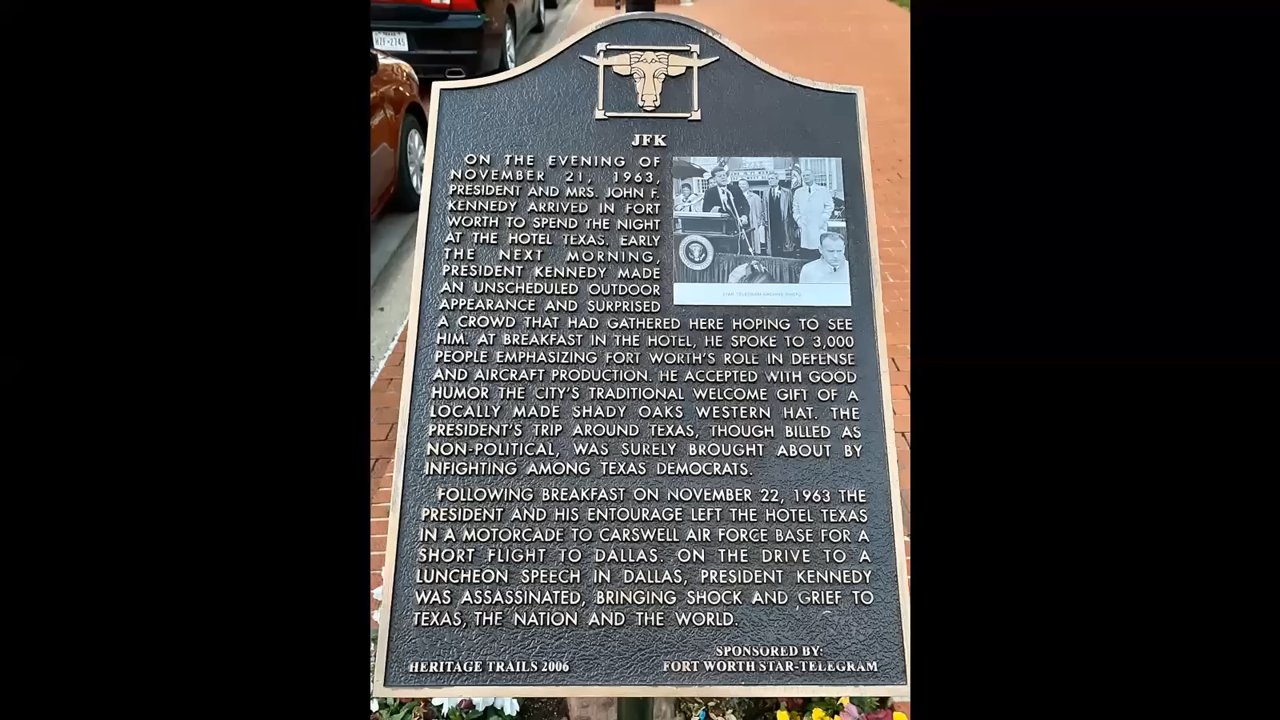 TEXAS
WZF-2745
JFK
ON THE EVENING OF
NOVEMBER 21, 1963,
PRESIDENT AND MRS. JOHN F.
KENNEDY ARRIVED IN FORT
WORTH TO SPEND THE NIGHT
AT THE HOTEL TEXAS. EARLY
THE NEXT MORNING,
PRESIDENT KENNEDY MADE
AN UNSCHEDULED OUTDOOR
APPEARANCE AND SURPRISED
A CROWD THAT HAD GATHERED HERE HOPING TO SEE
HIM. AT BREAKFAST IN THE HOTEL, HE SPOKE TO 3,000
PEOPLE EMPHASIZING FORT WORTH'S ROLE IN DEFENSE
AND AIRCRAFT PRODUCTION. HE ACCEPTED WITH GOOD
HUMOR THE CITY'S TRADITIONAL WELCOME GIFT OF A
LOCALLY MADE SHADY OAKS WESTERN HAT. THE
PRESIDENT'S TRIP AROUND TEXAS, THOUGH BILLED AS
NON-POLITICAL, WAS SURELY BROUGHT ABOUT BY
INFIGHTING AMONG TEXAS DEMOCRATS.
FOLLOWING BREAKFAST ON NOVEMBER 22, 1963 THE
PRESIDENT AND HIS ENTOURAGE LEFT THE HOTEL TEXAS
IN A MOTORCADE TO CARSWELL AIR FORCE BASE FOR A
SHORT FLIGHT TO DALLAS. ON THE DRIVE TO A
LUNCHEON SPEECH IN DALLAS, PRESIDENT KENNEDY
WAS ASSASSINATED, BRINGING SHOCK AND GRIEF TO
TEXAS, THE NATION AND THE WORLD.
HERITAGE TRAILS 2006
SPONSORED BY:
FORT WORTH STAR-TELEGRAM